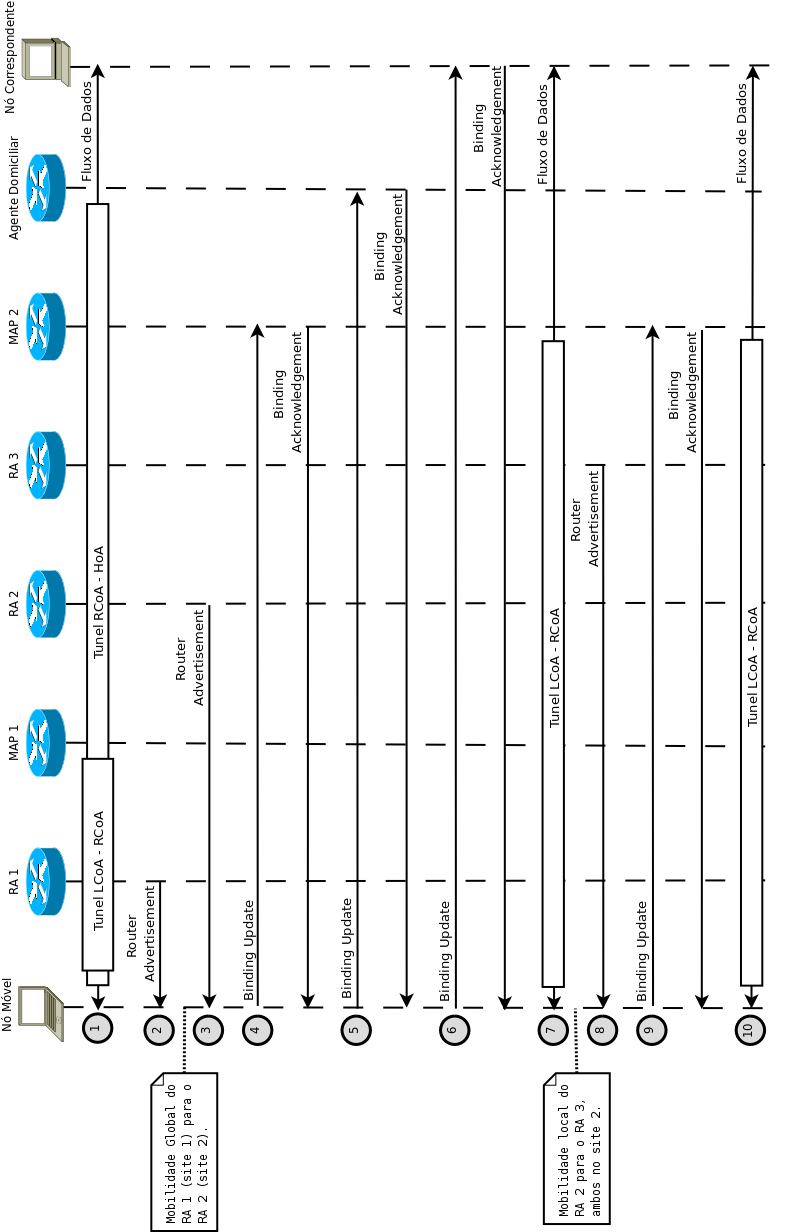 Nó Móvel
RA 1
MAP 1
RA 2
RA 3
MAP 2
Agente Domiciliar
Nó Correspondente
1
Tunel LCoA - RCoA
Tunel RCoA - HoA
Fluxo de Dados
2
Router
Advertisement
Mobilidade Global do
RA 1 (site 1) para o
RA 2 (site 2).
3
Router
Advertisement
4
Binding Update
Binding
Acknowledgement
5
Binding Update
Binding
Acknowledgement
6
Binding Update
Binding
Acknowledgement
7
Tunel LCoA - RCoA
Fluxo de Dados
Mobilidade local do
RA 2 para o RA 3,
ambos no site 2.
8
Router
Advertisement
9
Binding Update
Binding
Acknowledgement
10
Tunel LCoA - RCoA
Fluxo de Dados